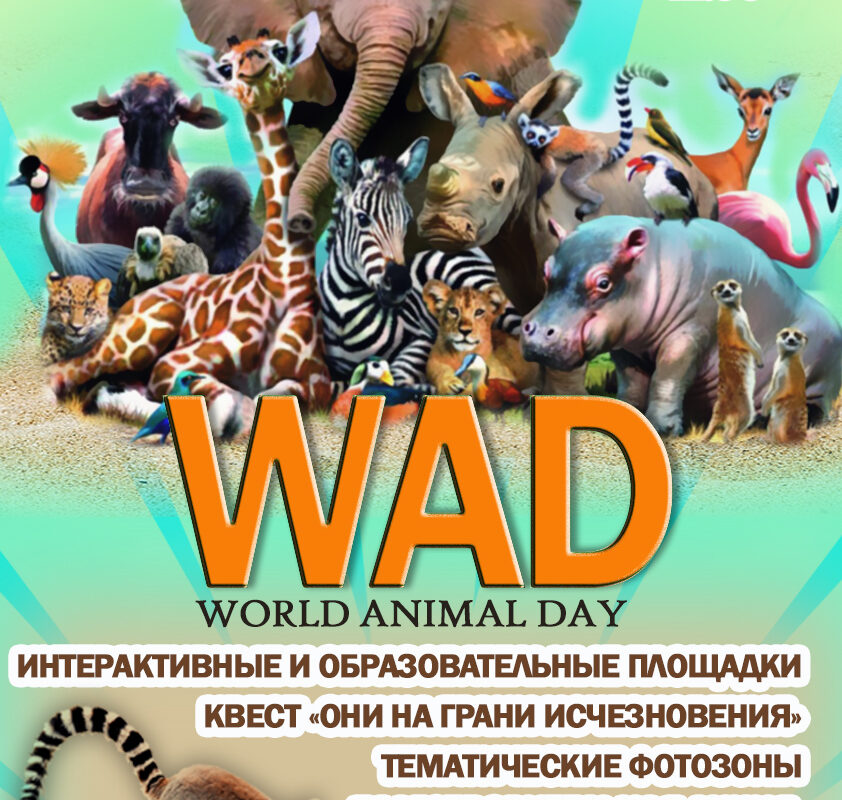 WAD
WORLD ANIMAL DAY
ИНТЕРАКТИВНЫЕ И ОБРАЗОВАТЕЛЬНЫЕ ПЛОЩАДКИ
КВЕСТ «ОНИ НА ГРАНИ ИСЧЕЗНОВЕНИЯ»
ТЕМАТИЧЕСКИЕ ФОТОЗОНЫ